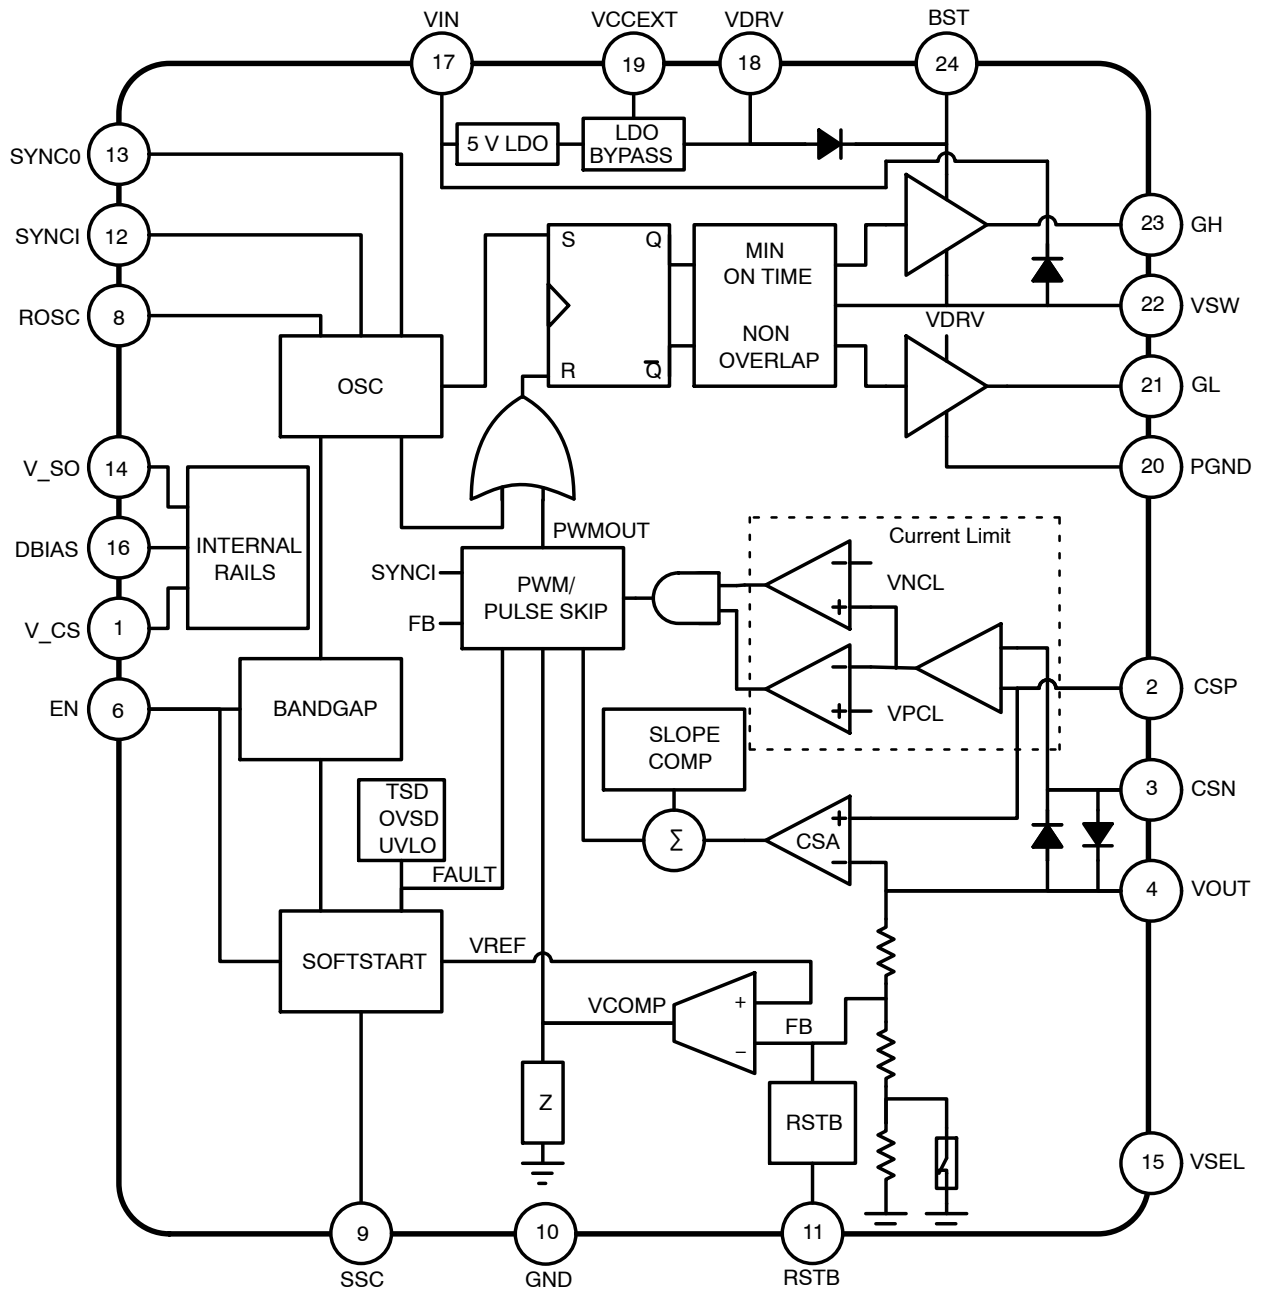 VIN
VCCEXT
VDRV
BST
17
19
18
24
5 V LDO
LDO
BYPASS
SYNC0
13
SYNCI
12
ROSC
8
S
Q
R
Q̅
MIN
ON TIME
NON
OVERLAP
23
GH
22
VSW
VDRV
21
GL
20
PGND
OSC
V_SO
14
DBIAS
16
V_CS
1
INTERNAL
RAILS
PWMOUT
SYNCI
FB
PWM/
PULSE SKIP
Current Limit
− VNCL
+
−
+ VPCL
2
CSP
EN
6
BANDGAP
SLOPE
COMP
3
CSN
TSD
OVSD
UVLO
FAULT
Σ
+
CSA
−
4
VOUT
SOFTSTART
VREF
VCOMP
+
−
FB
Z
RSTB
15
VSEL
9
10
11
SSC
GND
RSTB